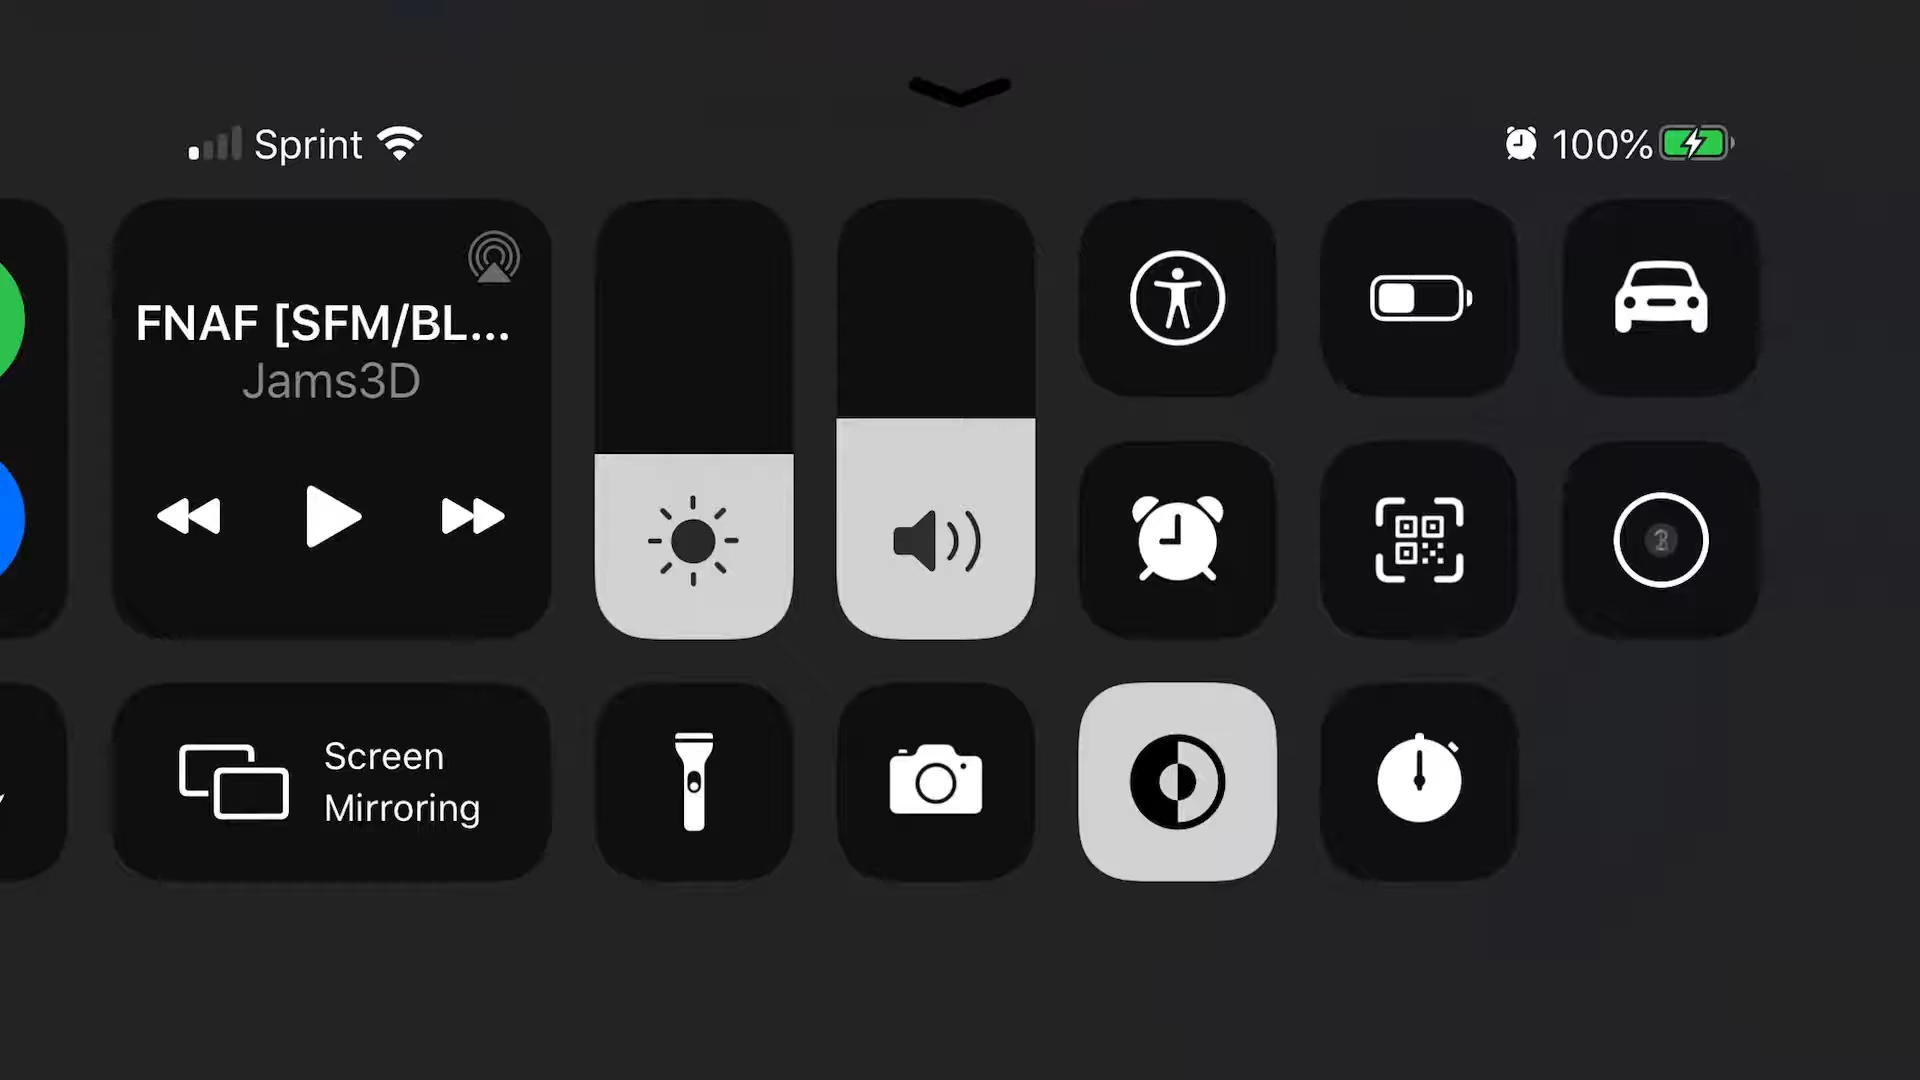 Sprint
100%
FNAF [SFM/BL...
Jams3D
Screen
Mirroring